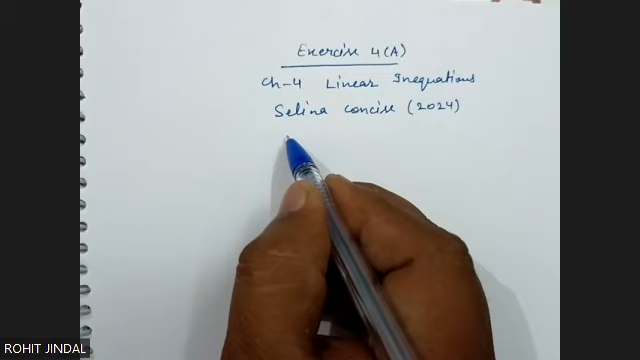 Exercise 4(A)
Ch-4 Linear Inequations
Selina concise (2024)
ROHIT JINDAL